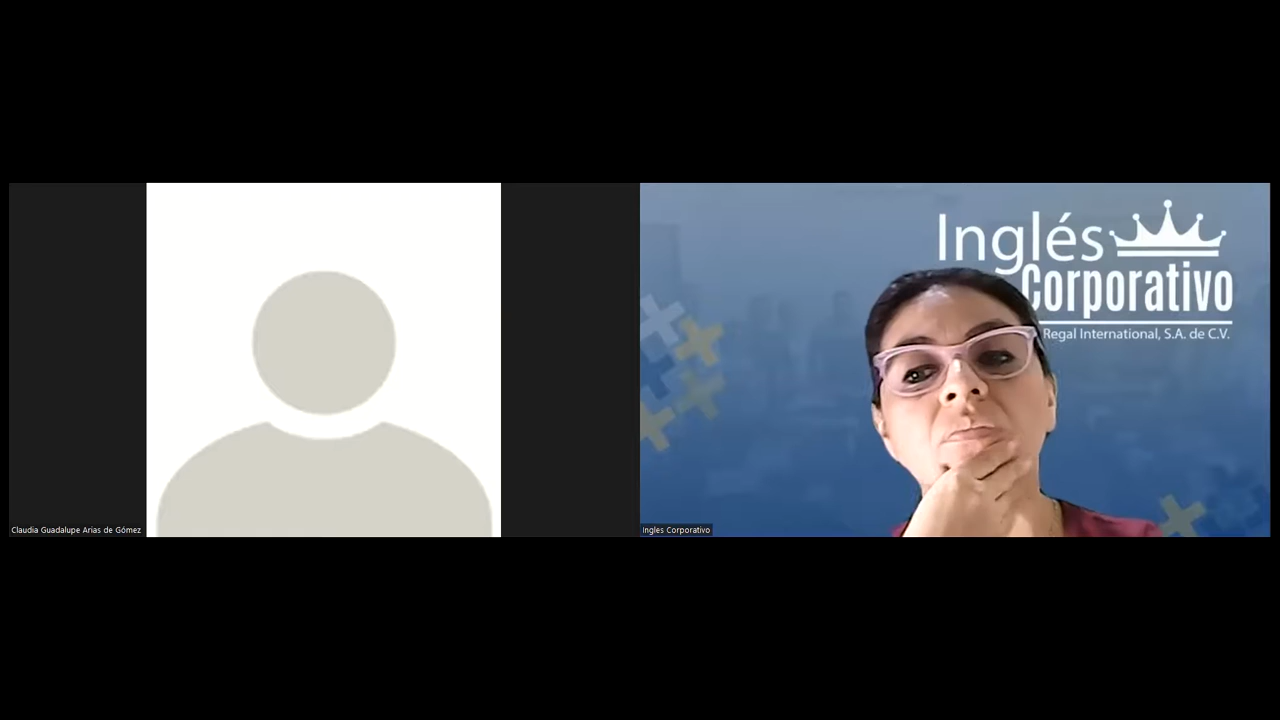 Inglés
Corporativo
Regal International, S.A. de C.V.
Claudia Guadalupe Arias de Gómez
Ingles Corporativo